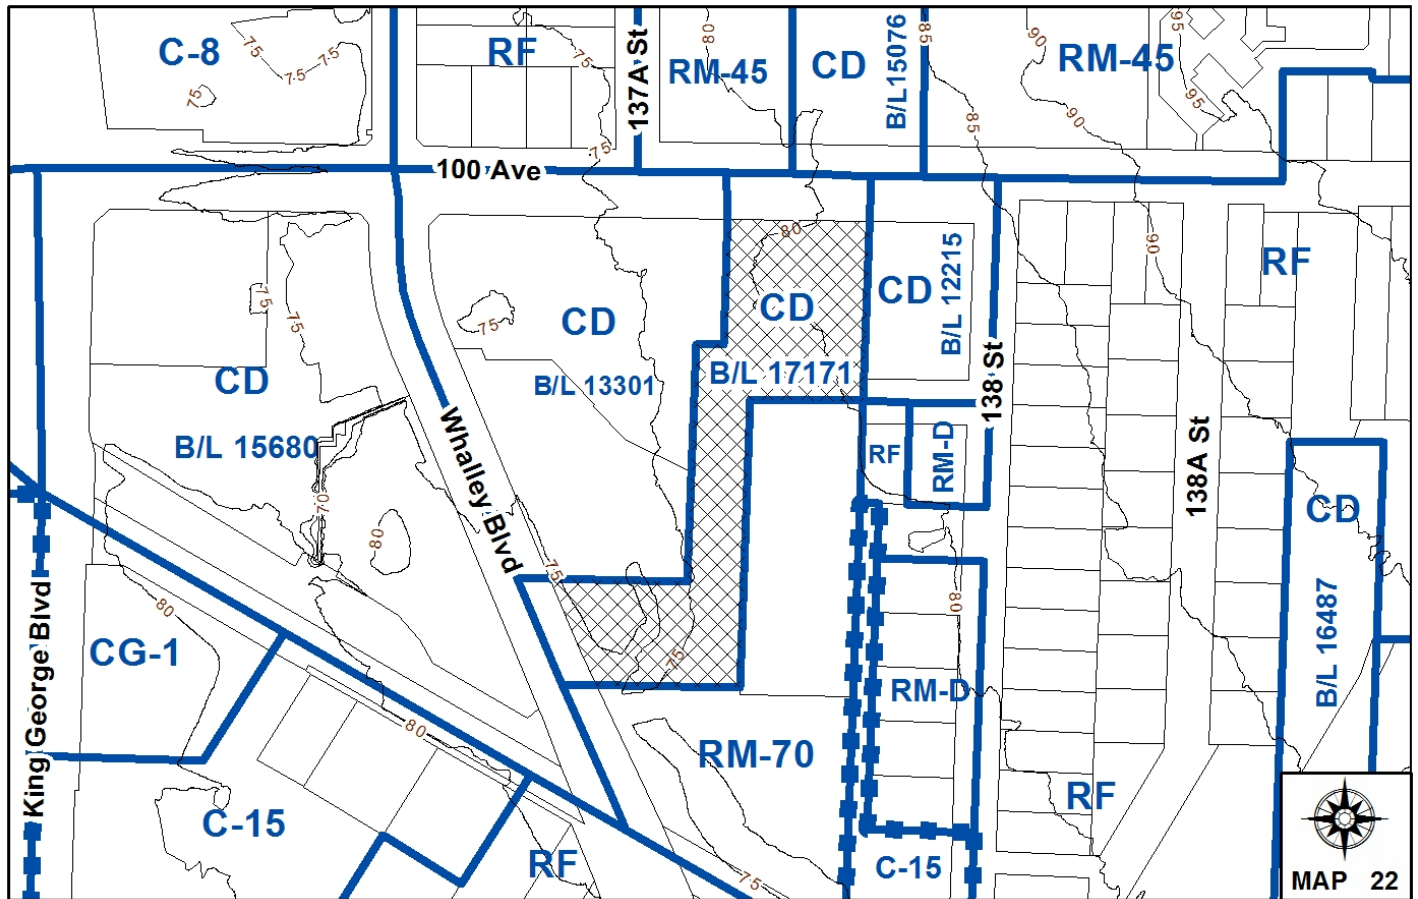 C-8
75
75
75
75
RF
75
137A St
80
RM-45
CD
B/L 15076
85
90
RM-45
95
95
90
85
75
100 Ave
80
90
RF
75
75
75
CD
CD
CD
B/L 12215
B/L 13301
B/L 17171
138 St
CD
B/L 15680
Whalley Blvd
RF
RM-D
138A St
CD
B/L 16487
70
80
75
80
75
80
King George Blvd
CG-1
RM-D
80
RM-70
C-15
RF
RF
75
C-15
MAP 22